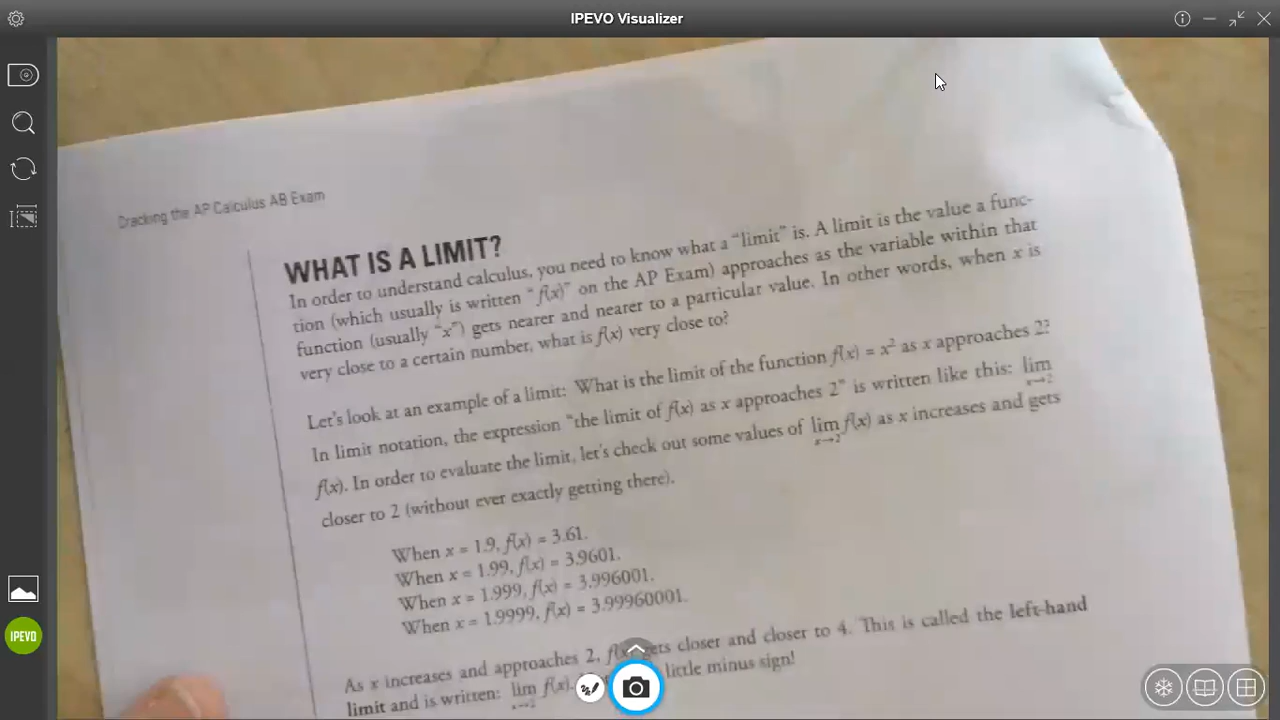 IPEVO Visualizer
Cracking the AP Calculus AB Exam
WHAT IS A LIMIT?
In order to understand calculus, you need to know what a “limit” is. A limit is the value a func-
tion (which usually is written “f(x)” on the AP Exam) approaches as the variable within that
function (usually “x”) gets nearer and nearer to a particular value. In other words, when x is
very close to a certain number, what is f(x) very close to?
Let’s look at an example of a limit: What is the limit of the function f(x) = x² as x approaches 2?
In limit notation, the expression “the limit of f(x) as x approaches 2” is written like this: lim x→2
f(x). In order to evaluate the limit, let’s check out some values of lim x→2 f(x) as x increases and gets
closer to 2 (without ever exactly getting there).
When x = 1.9, f(x) = 3.61.
When x = 1.99, f(x) = 3.9601.
When x = 1.999, f(x) = 3.996001.
When x = 1.9999, f(x) = 3.99960001.
As x increases and approaches 2, f(x) gets closer and closer to 4. This is called the left-hand
limit and is written: lim x→2⁻ f(x). little minus sign!
IPEVO